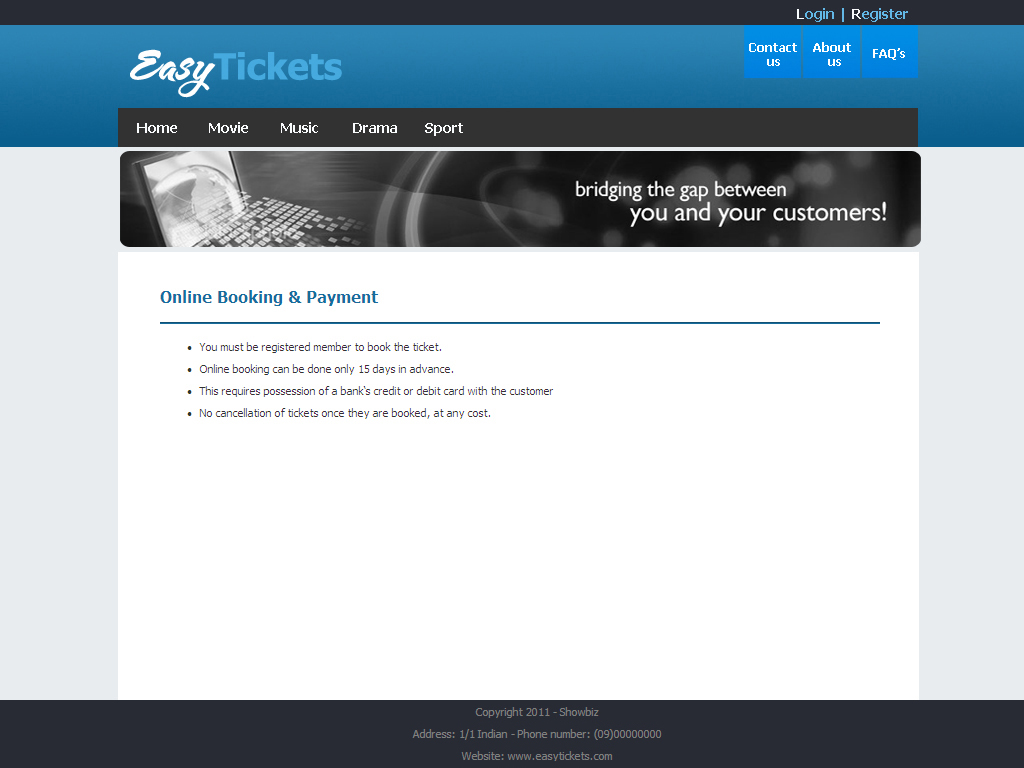 Login | Register
EasyTickets
Contact us
About us
FAQ's
Home Movie Music Drama Sport
bridging the gap between
you and your customers!
Online Booking & Payment
• You must be registered member to book the ticket.
• Online booking can be done only 15 days in advance.
• This requires possession of a bank's credit or debit card with the customer
• No cancellation of tickets once they are booked, at any cost.
Copyright 2011 - Showbiz
Address: 1/1 Indian - Phone number: (09)00000000
Website: www.easytickets.com